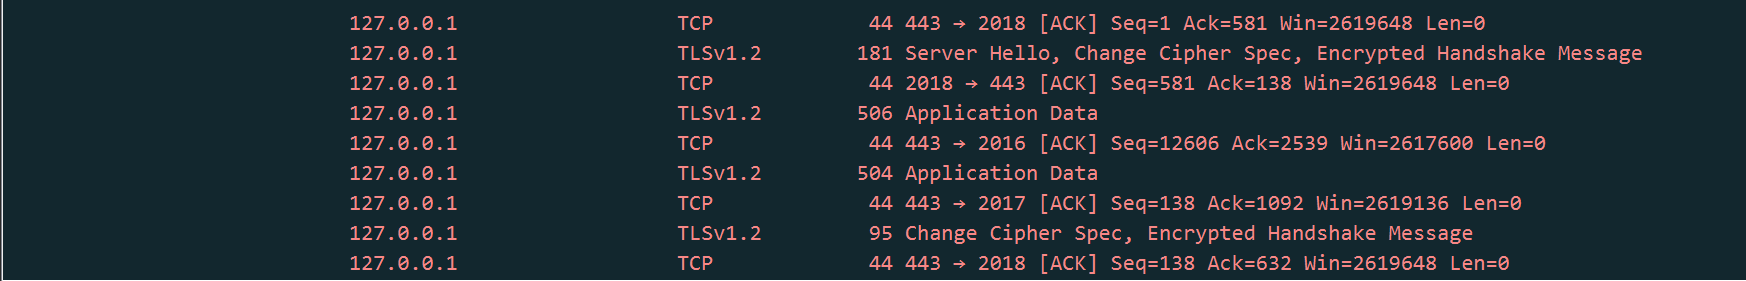 127.0.0.1 TCP 44 443 → 2018 [ACK] Seq=1 Ack=581 Win=2619648 Len=0
127.0.0.1 TLSv1.2 181 Server Hello, Change Cipher Spec, Encrypted Handshake Message
127.0.0.1 TCP 44 2018 → 443 [ACK] Seq=581 Ack=138 Win=2619648 Len=0
127.0.0.1 TLSv1.2 506 Application Data
127.0.0.1 TCP 44 443 → 2016 [ACK] Seq=12606 Ack=2539 Win=2617600 Len=0
127.0.0.1 TLSv1.2 504 Application Data
127.0.0.1 TCP 44 443 → 2017 [ACK] Seq=138 Ack=1092 Win=2619136 Len=0
127.0.0.1 TLSv1.2 95 Change Cipher Spec, Encrypted Handshake Message
127.0.0.1 TCP 44 443 → 2018 [ACK] Seq=138 Ack=632 Win=2619648 Len=0